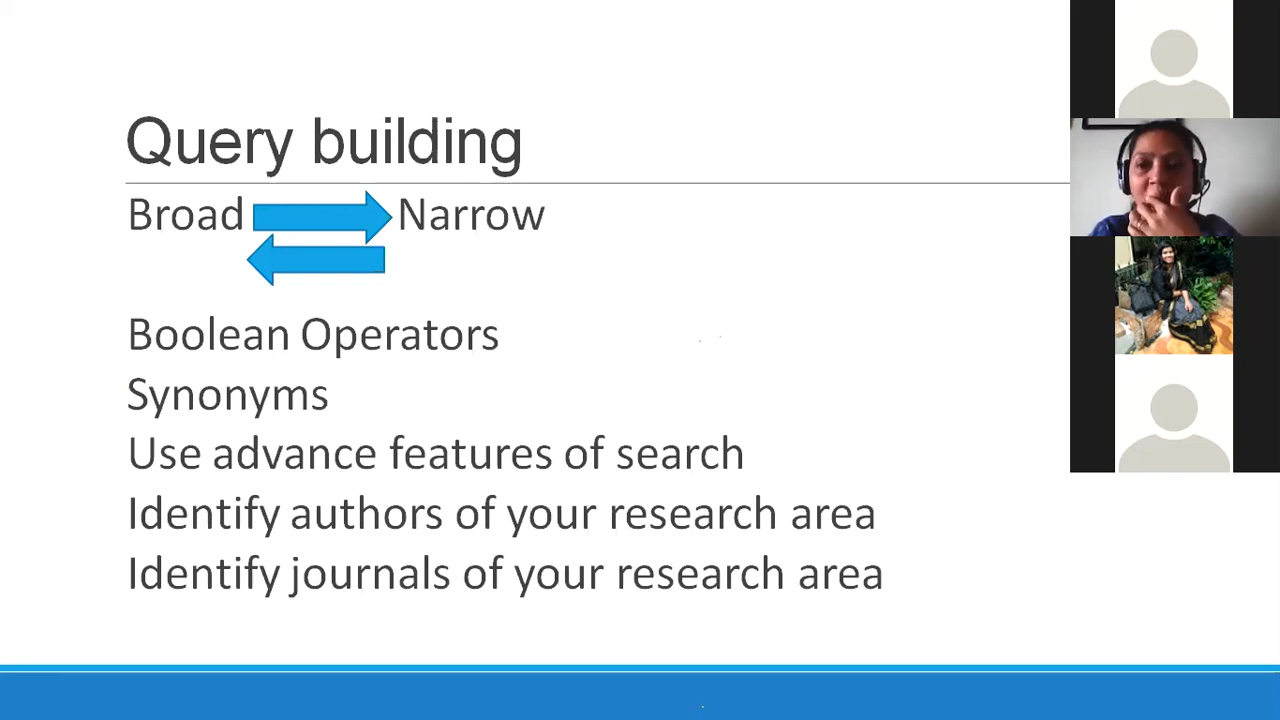 Query building
Broad Narrow
Boolean Operators
Synonyms
Use advance features of search
Identify authors of your research area
Identify journals of your research area